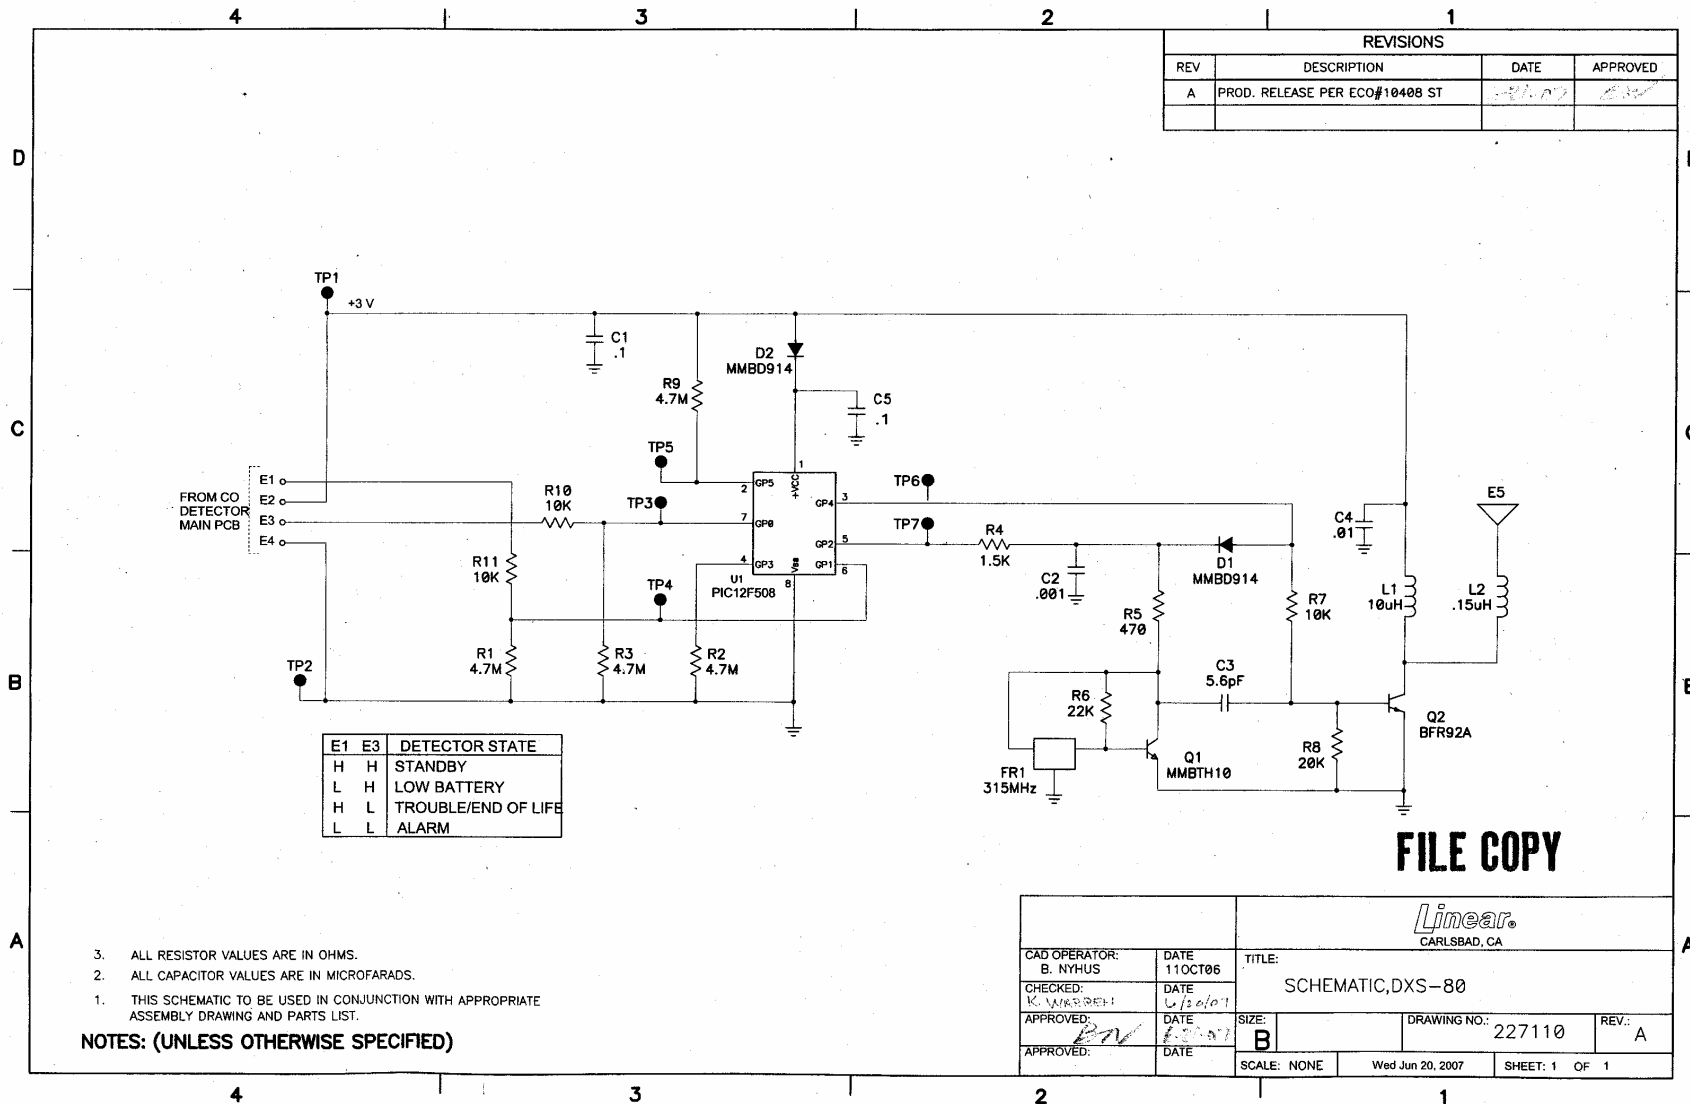 4 3 2 1
REVISIONS
REV DESCRIPTION DATE APPROVED
A PROD. RELEASE PER ECO#10408 ST
D
TP1
+3 V
C1
.1
D2
MMBD914
R9
4.7M
C5
.1
C
TP5
1
E1
FROM CO
DETECTOR
MAIN PCB
E2
E3
E4
R10
10K
TP3
2 GP5 +VCC
GP4 3
7 GP0
GP2 5
4 GP3 Vss
GP1 6
8
U1
PIC12F508
TP6
TP7
R4
1.5K
C2
.001
D1
MMBD914
C4
.01
E5
R11
10K
TP4
R5
470
R7
10K
L1
10uH
L2
.15uH
R1
4.7M
R3
4.7M
R2
4.7M
TP2
B
R6
22K
C3
5.6pF
Q2
BFR92A
R8
20K
Q1
MMBTH10
FR1
315MHz
E1 E3 DETECTOR STATE
H H STANDBY
L H LOW BATTERY
H L TROUBLE/END OF LIFE
L L ALARM
FILE COPY
A
3. ALL RESISTOR VALUES ARE IN OHMS.
2. ALL CAPACITOR VALUES ARE IN MICROFARADS.
1. THIS SCHEMATIC TO BE USED IN CONJUNCTION WITH APPROPRIATE
ASSEMBLY DRAWING AND PARTS LIST.
NOTES: (UNLESS OTHERWISE SPECIFIED)
Linear®
CARLSBAD, CA
CAD OPERATOR:
B. NYHUS
DATE
11OCT06
TITLE:
SCHEMATIC,DXS-80
CHECKED:
K. WARREN
DATE
6/20/07
APPROVED:
BN
DATE
SIZE:
B
DRAWING NO.:
227110
REV.:
A
APPROVED:
DATE
SCALE: NONE
Wed Jun 20, 2007
SHEET: 1 OF 1
4 3 2 1